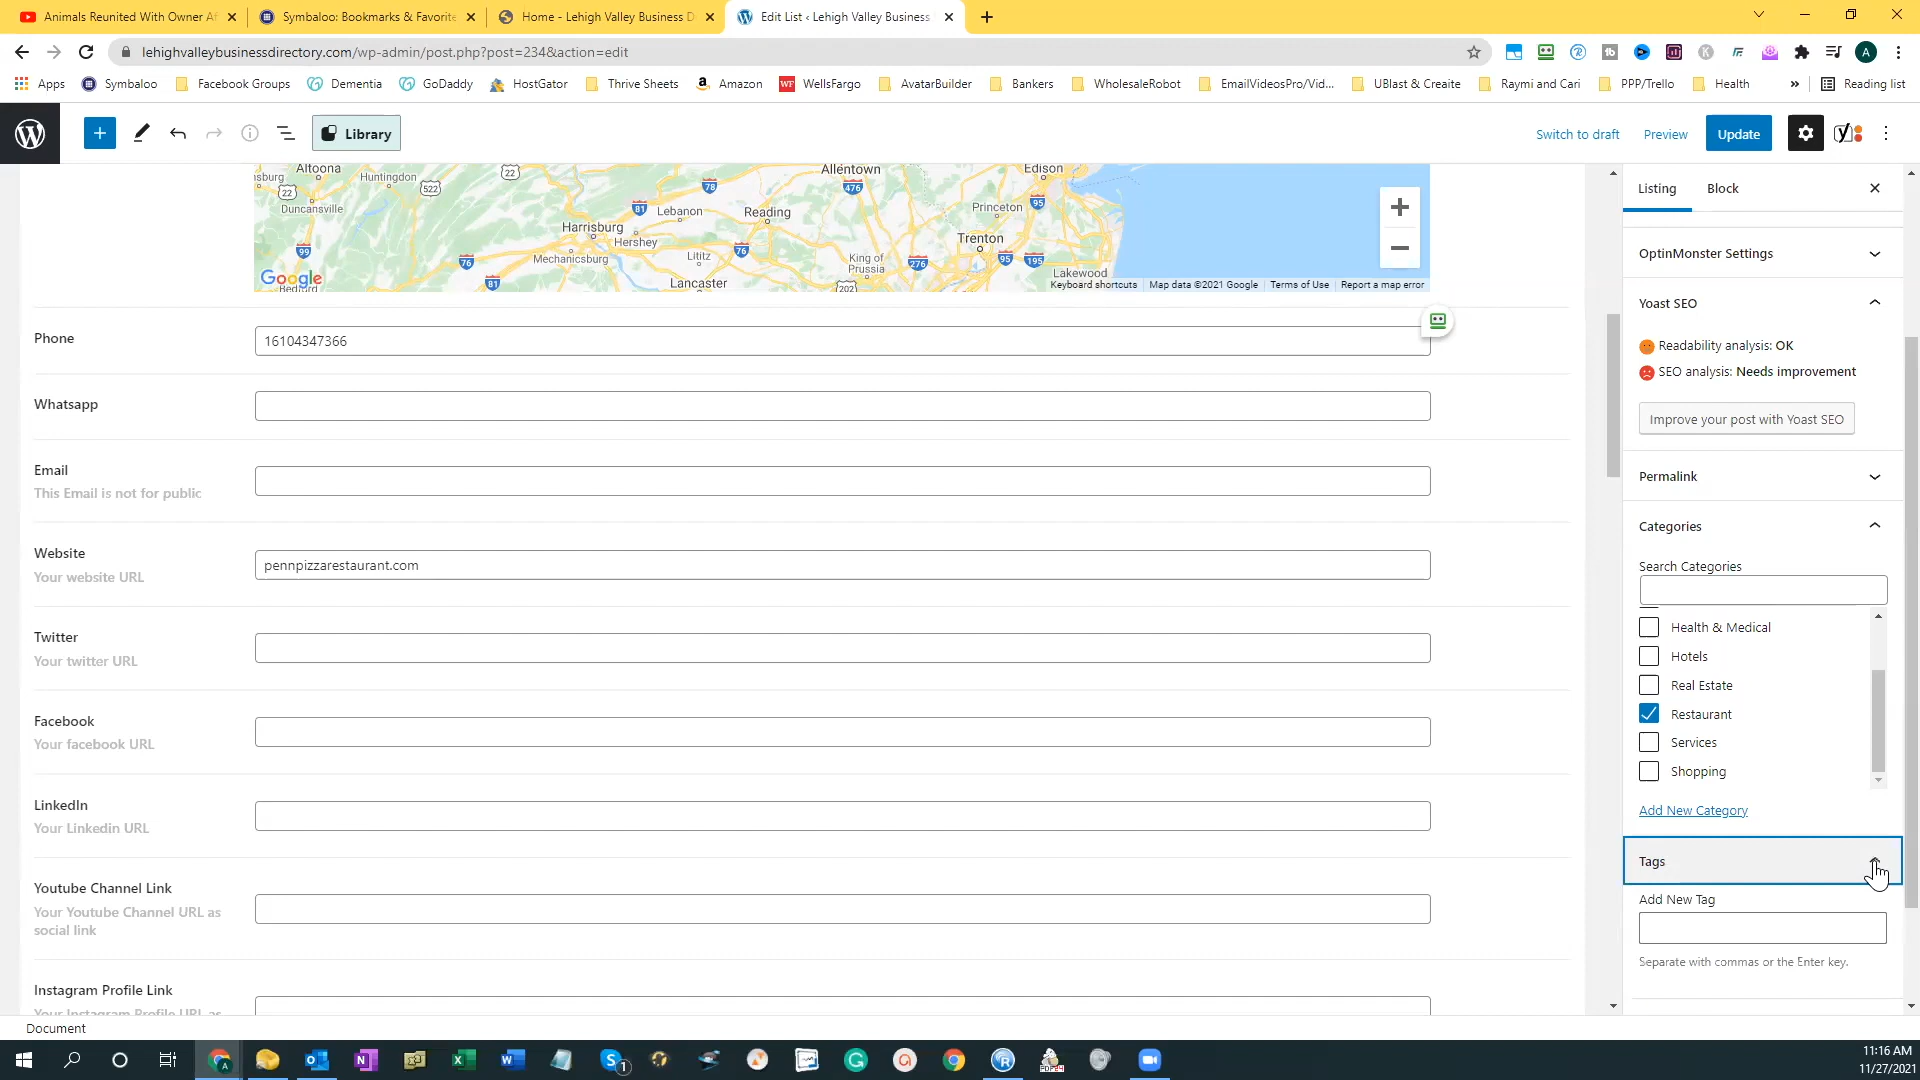 Animals Reunited With Owner Af
Symbaloo: Bookmarks & Favorite
Home - Lehigh Valley Business D
Edit List ‹ Lehigh Valley Business
lehighvalleybusinessdirectory.com/wp-admin/post.php?post=234&action=edit
Apps
Symbaloo
Facebook Groups
Dementia
GoDaddy
HostGator
Thrive Sheets
Amazon
WellsFargo
AvatarBuilder
Bankers
WholesaleRobot
EmailVideosPro/Vid...
UBlast & Creaite
Raymi and Cari
PPP/Trello
Health
»
Reading list
Library
Switch to draft
Preview
Update
Altoona
Huntingdon
Duncansville
Allentown
Edison
Lebanon
Reading
Princeton
Harrisburg
Hershey
Trenton
Mechanicsburg
Lititz
King of
Prussia
Lancaster
Lakewood
Google
Keyboard shortcuts
Map data ©2021 Google
Terms of Use
Report a map error
Phone
16104347366
Whatsapp
Email
This Email is not for public
Website
Your website URL
pennpizzarestaurant.com
Twitter
Your twitter URL
Facebook
Your facebook URL
LinkedIn
Your Linkedin URL
Youtube Channel Link
Your Youtube Channel URL as
social link
Instagram Profile Link
Your Instagram Profile URL as
Document
Listing
Block
OptinMonster Settings
Yoast SEO
Readability analysis: OK
SEO analysis: Needs improvement
Improve your post with Yoast SEO
Permalink
Categories
Search Categories
Health & Medical
Hotels
Real Estate
Restaurant
Services
Shopping
Add New Category
Tags
Add New Tag
Separate with commas or the Enter key.
11:16 AM
11/27/2021